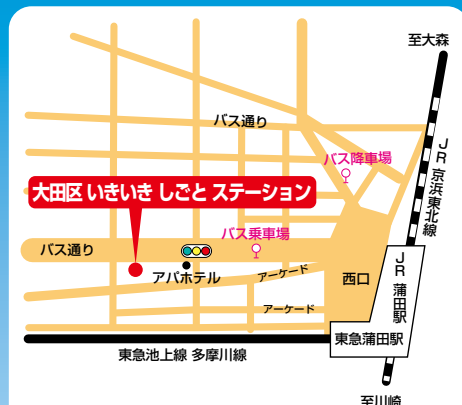 至大森
バス通り
JR 京浜東北線
バス降車場
大田区 いきいき しごと ステーション
バス乗車場
バス通り
アパホテル
アーケード
西口
JR 蒲田駅
アーケード
東急蒲田駅
東急池上線 多摩川線
至川崎